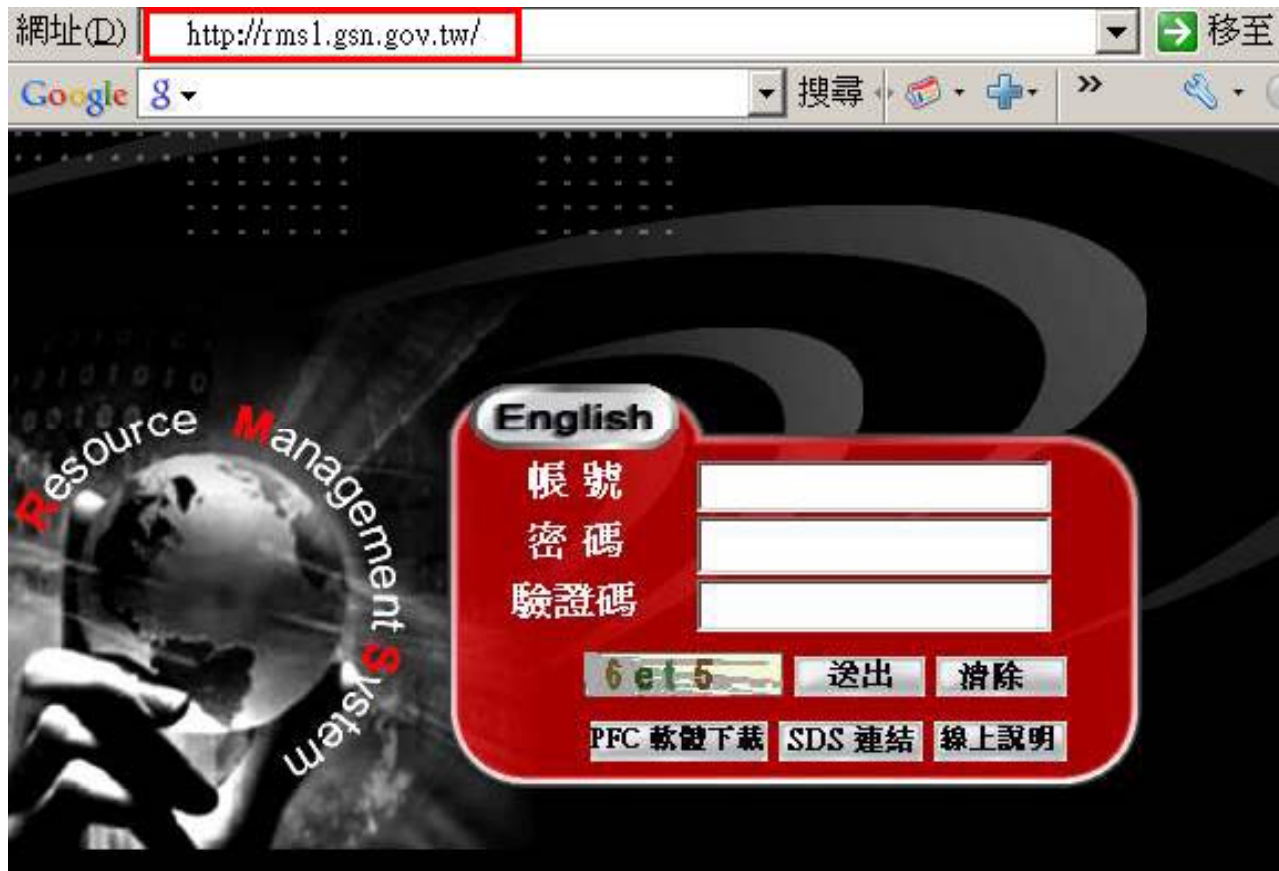 網址(D) http://rms1.gsn.gov.tw/ 移至
Google g 搜尋 »
Resource Management System
English
帳 號
密 碼
驗證碼
6et5 送出 清除
PFC 軟體下載 SDS 連結 線上說明